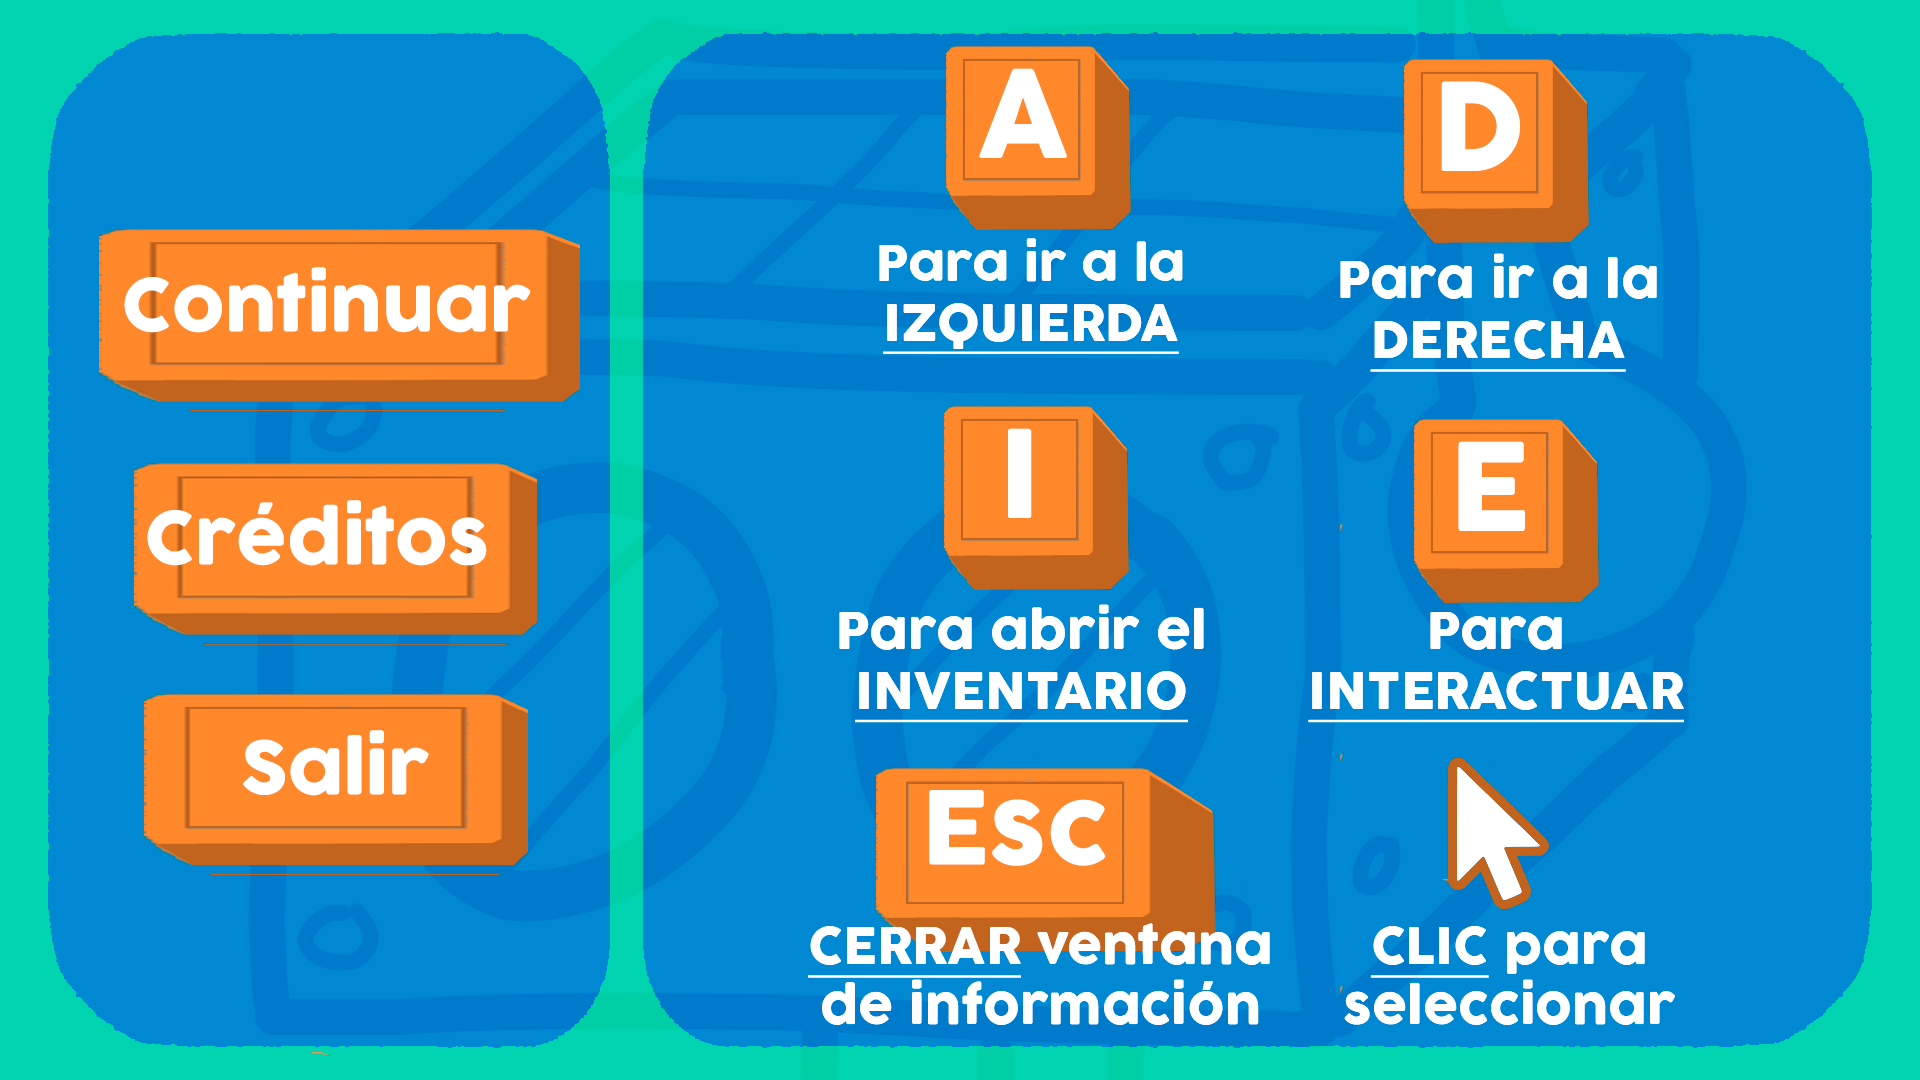 Continuar
Créditos
Salir
A
Para ir a la
IZQUIERDA
D
Para ir a la
DERECHA
I
Para abrir el
INVENTARIO
E
Para
INTERACTUAR
Esc
CERRAR ventana
de información
CLIC para
seleccionar